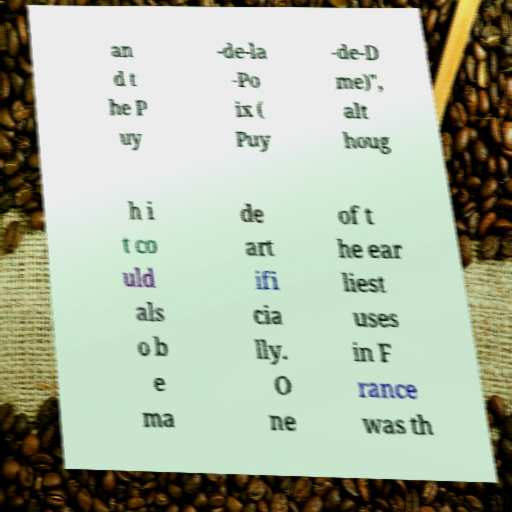 an
d t
he P
uy
-de-la
-Po
ix (
Puy
-de-D
me)",
alt
houg
h i
t co
uld
als
o b
e
ma
de
art
ifi
cia
lly.
O
ne
of t
he ear
liest
uses
in F
rance
was th